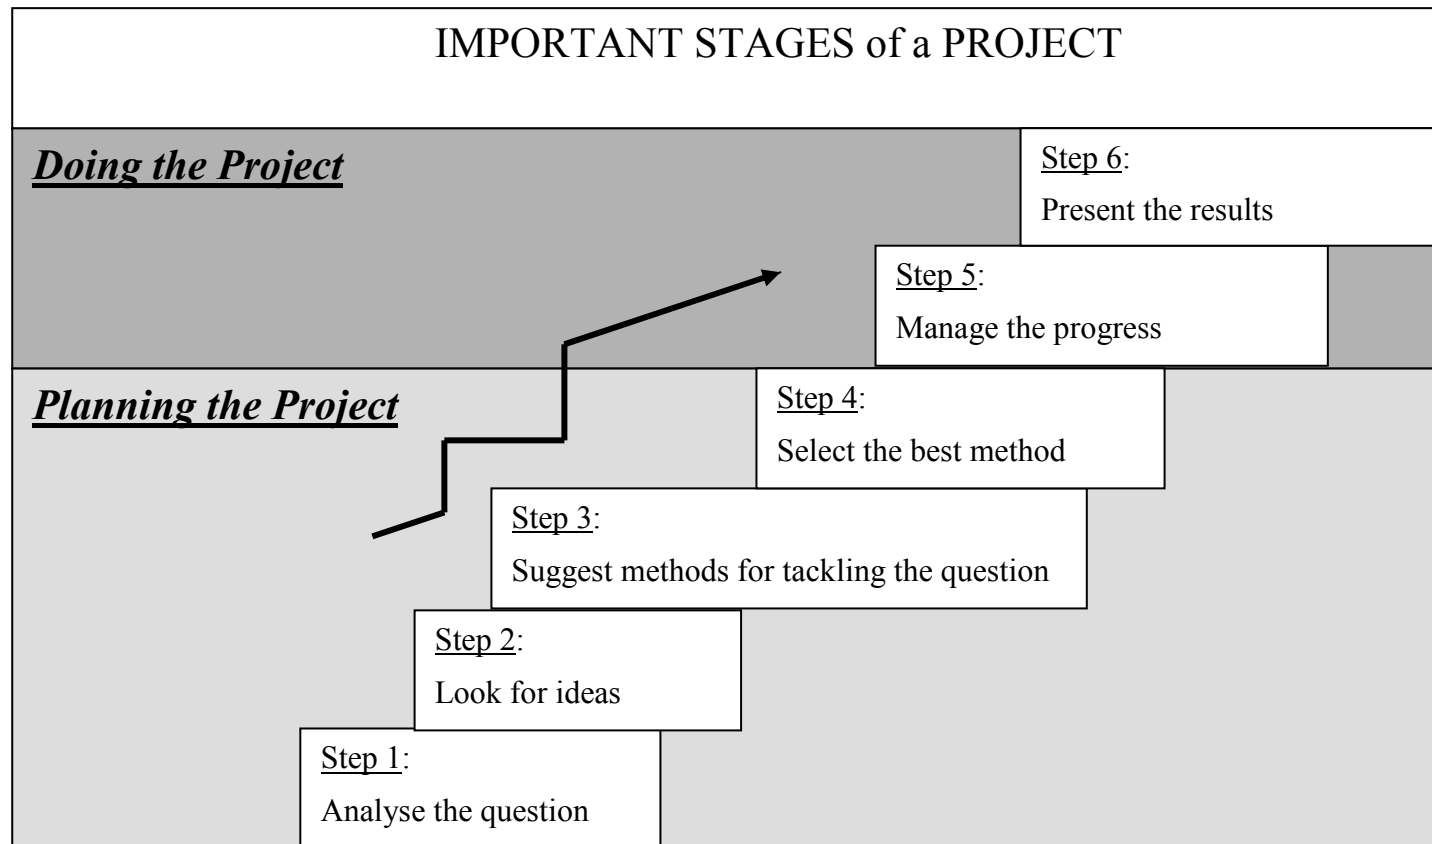 IMPORTANT STAGES of a PROJECT
Doing the Project
Step 6:
Present the results
Step 5:
Manage the progress
Planning the Project
Step 4:
Select the best method
Step 3:
Suggest methods for tackling the question
Step 2:
Look for ideas
Step 1:
Analyse the question